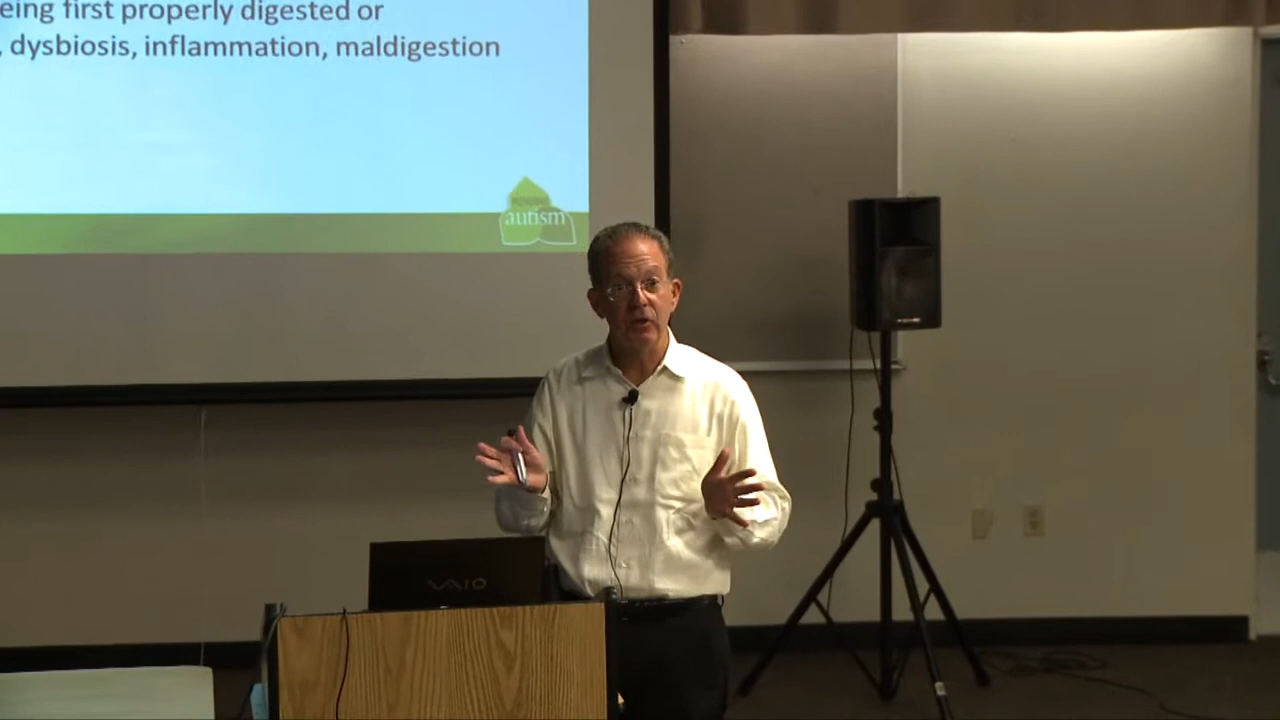 eing first properly digested or
, dysbiosis, inflammation, maldigestion
autism
VAIO